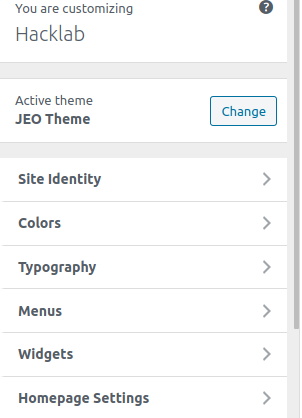 You are customizing
?
Hacklab
Active theme
JEO Theme
Change
Site Identity
Colors
Typography
Menus
Widgets
Homepage Settings